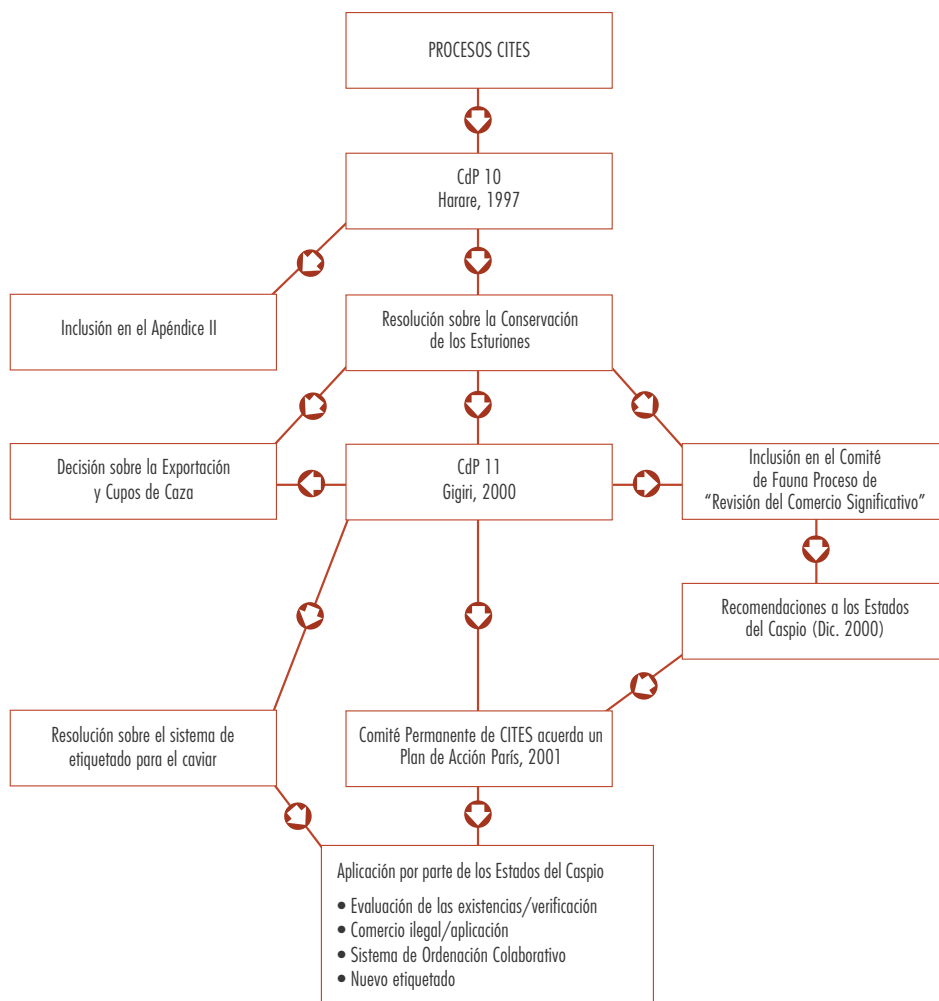 PROCESOS CITES
CdP 10
Harare, 1997
Inclusión en el Apéndice II
Resolución sobre la Conservación
de los Esturiones
Decisión sobre la Exportación
y Cupos de Caza
CdP 11
Gigiri, 2000
Inclusión en el Comité
de Fauna Proceso de
“Revisión del Comercio Significativo”
Recomendaciones a los Estados
del Caspio (Dic. 2000)
Resolución sobre el sistema de
etiquetado para el caviar
Comité Permanente de CITES acuerda un
Plan de Acción París, 2001
Aplicación por parte de los Estados del Caspio
• Evaluación de las existencias/verificación
• Comercio ilegal/aplicación
• Sistema de Ordenación Colaborativo
• Nuevo etiquetado